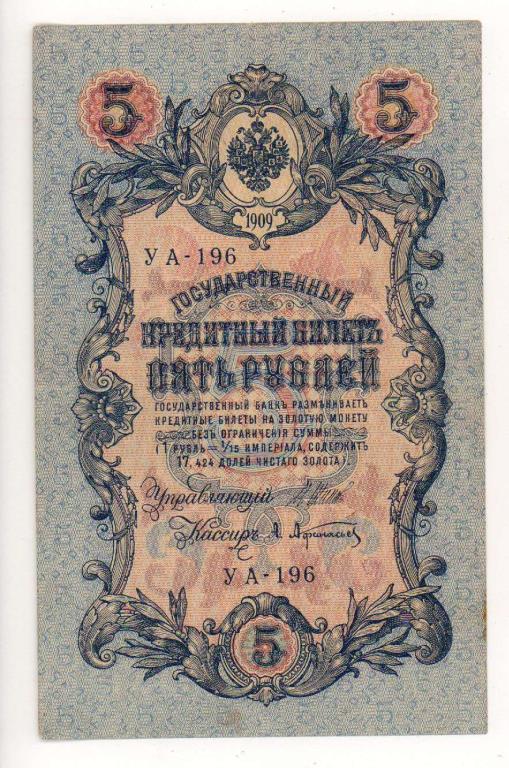 5 5
1909
УА-196
ГОСУДАРСТВЕННЫЙ
КРЕДИТНЫЙ БИЛЕТЪ
ПЯТЬ РУБЛЕЙ
ГОСУДАРСТВЕННЫЙ БАНКЪ РАЗМѢНИВАЕТЪ
КРЕДИТНЫЕ БИЛЕТЫ НА ЗОЛОТУЮ МОНЕТУ
БЕЗЪ ОГРАНИЧЕНІЯ СУММЫ
(1 РУБЛЬ = 1/15 ИМПЕРІАЛА, СОДЕРЖИТЪ
17,424 ДОЛЕЙ ЧИСТАГО ЗОЛОТА).
Управляющій
Кассиръ А. Афанасьев
УА-196
5